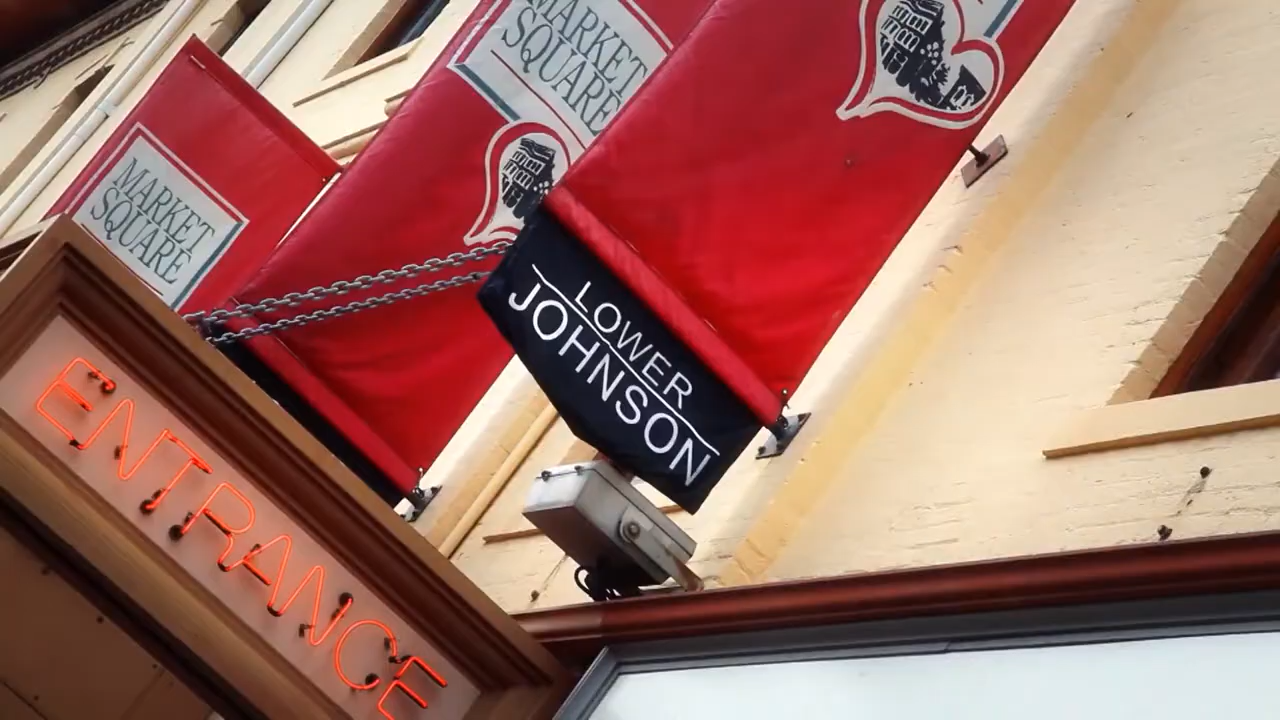 MARKET
SQUARE
MARKET
SQUARE
LOWER
JOHNSON
ENTRANCE